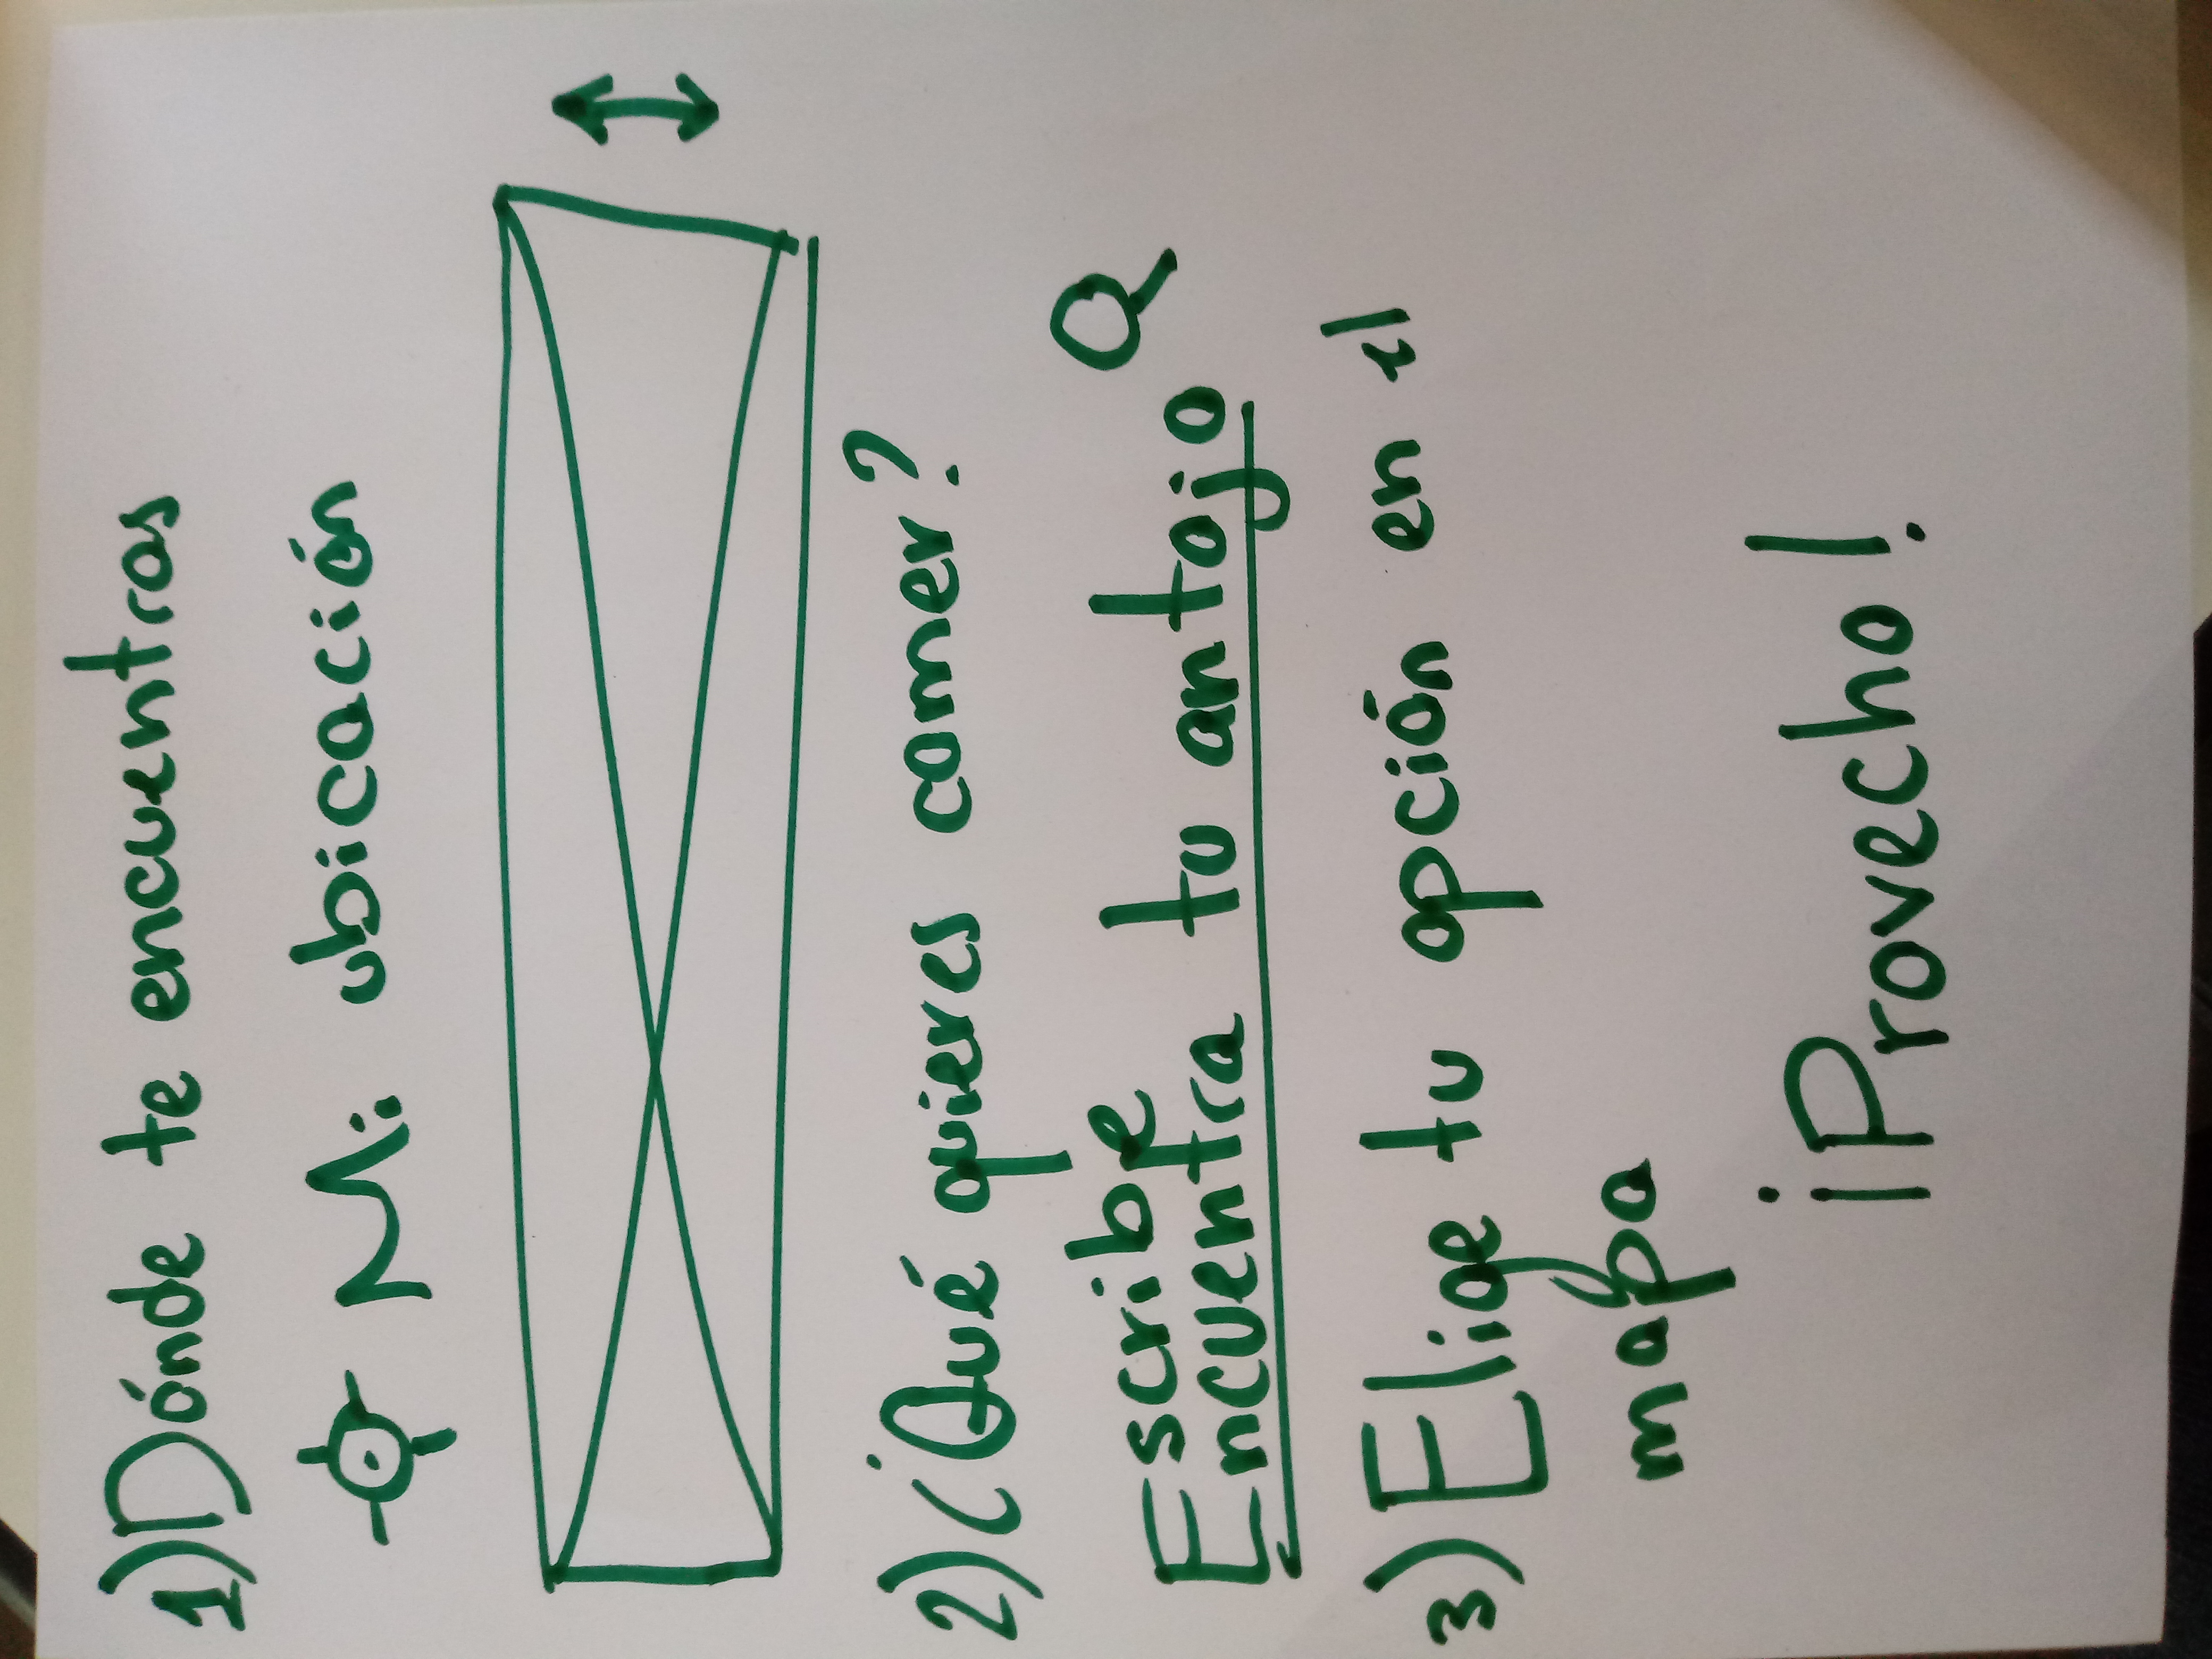 1) Dónde te encuentras
Mi ubicación
2) ¿Qué quieres comer?
Escribe
Encuentra tu antojo
3) Elige tu opción en el
mapa
¡Provecho!